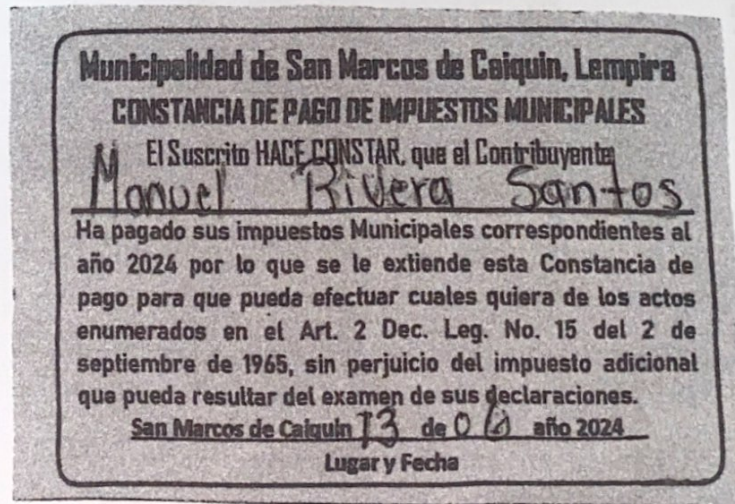 Municipalidad de San Marcos de Caiquin, Lempira
CONSTANCIA DE PAGO DE IMPUESTOS MUNICIPALES
El Suscrito HACE CONSTAR, que el Contribuyente
Manuel Rivera Santos
Ha pagado sus impuestos Municipales correspondientes al
año 2024 por lo que se le extiende esta Constancia de
pago para que pueda efectuar cuales quiera de los actos
enumerados en el Art. 2 Dec. Leg. No. 15 del 2 de
septiembre de 1965, sin perjuicio del impuesto adicional
que pueda resultar del examen de sus declaraciones.
San Marcos de Caiquin 13 de 06 año 2024
Lugar y Fecha